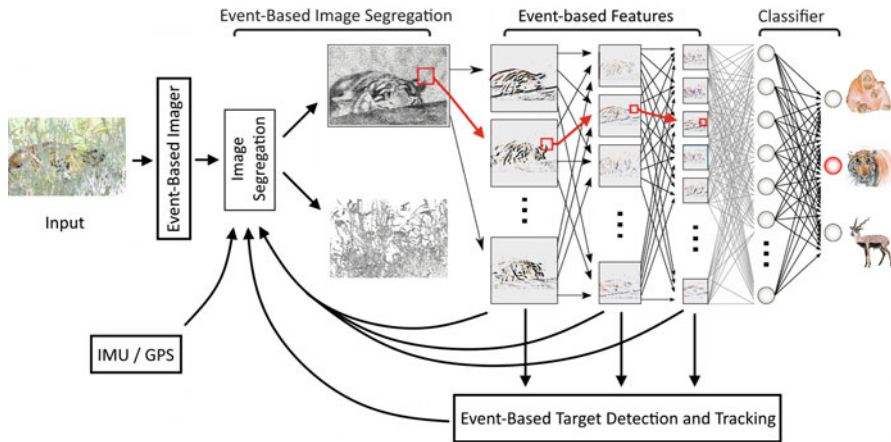 Event-Based Image Segregation
Event-based Features
Classifier
Event-Based Imager
Image
Segregation
Input
IMU / GPS
Event-Based Target Detection and Tracking